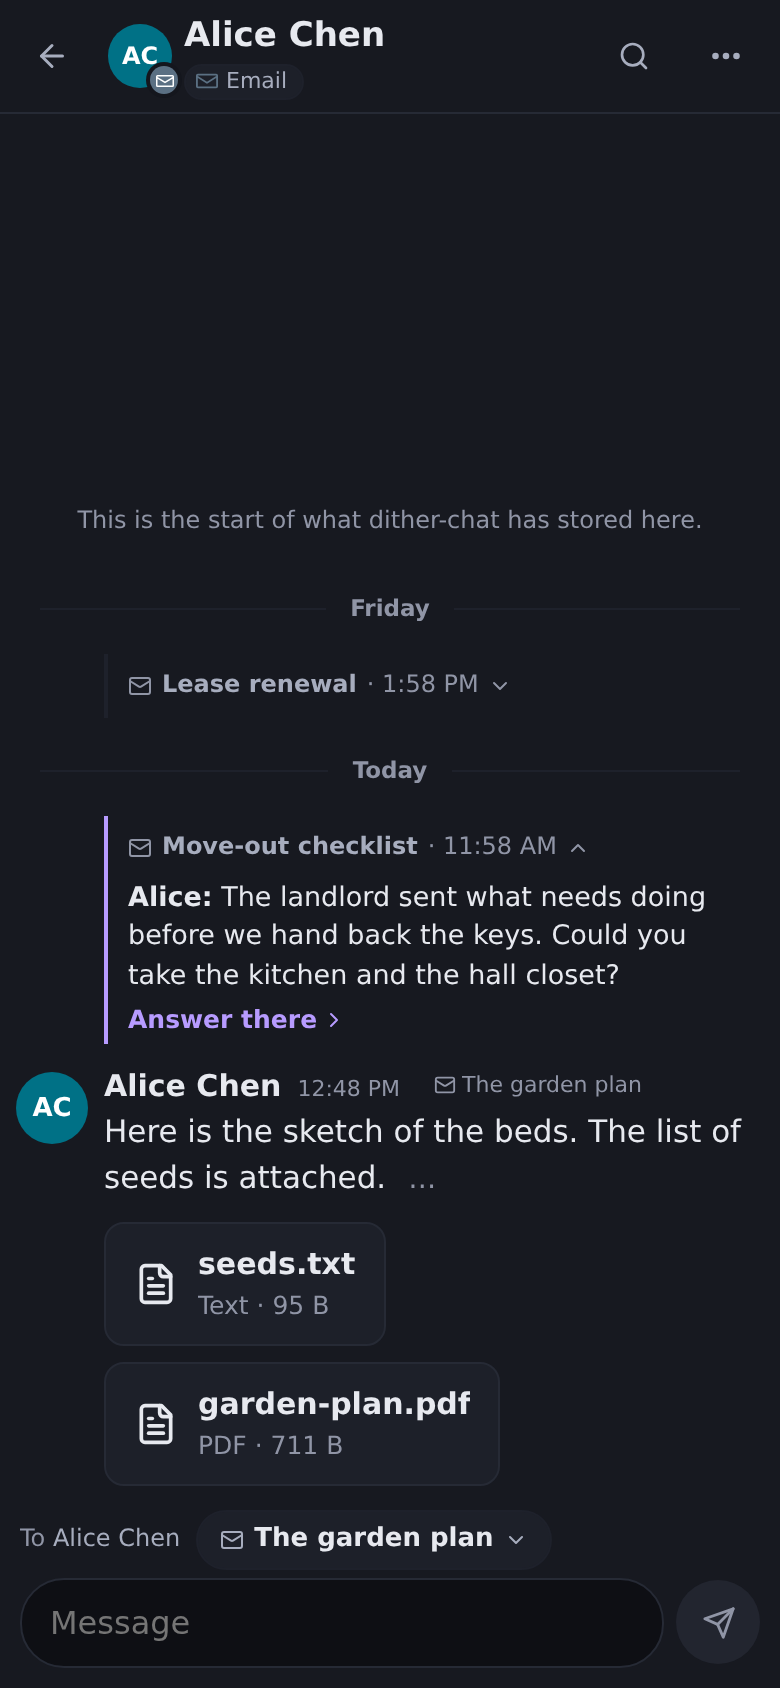 Alice Chen
AC
Email
This is the start of what dither-chat has stored here.
Friday
Lease renewal · 1:58 PM
Today
Move-out checklist · 11:58 AM
Alice: The landlord sent what needs doing
before we hand back the keys. Could you
take the kitchen and the hall closet?
Answer there
AC
Alice Chen 12:48 PM The garden plan
Here is the sketch of the beds. The list of
seeds is attached. ...
seeds.txt
Text · 95 B
garden-plan.pdf
PDF · 711 B
To Alice Chen The garden plan
Message